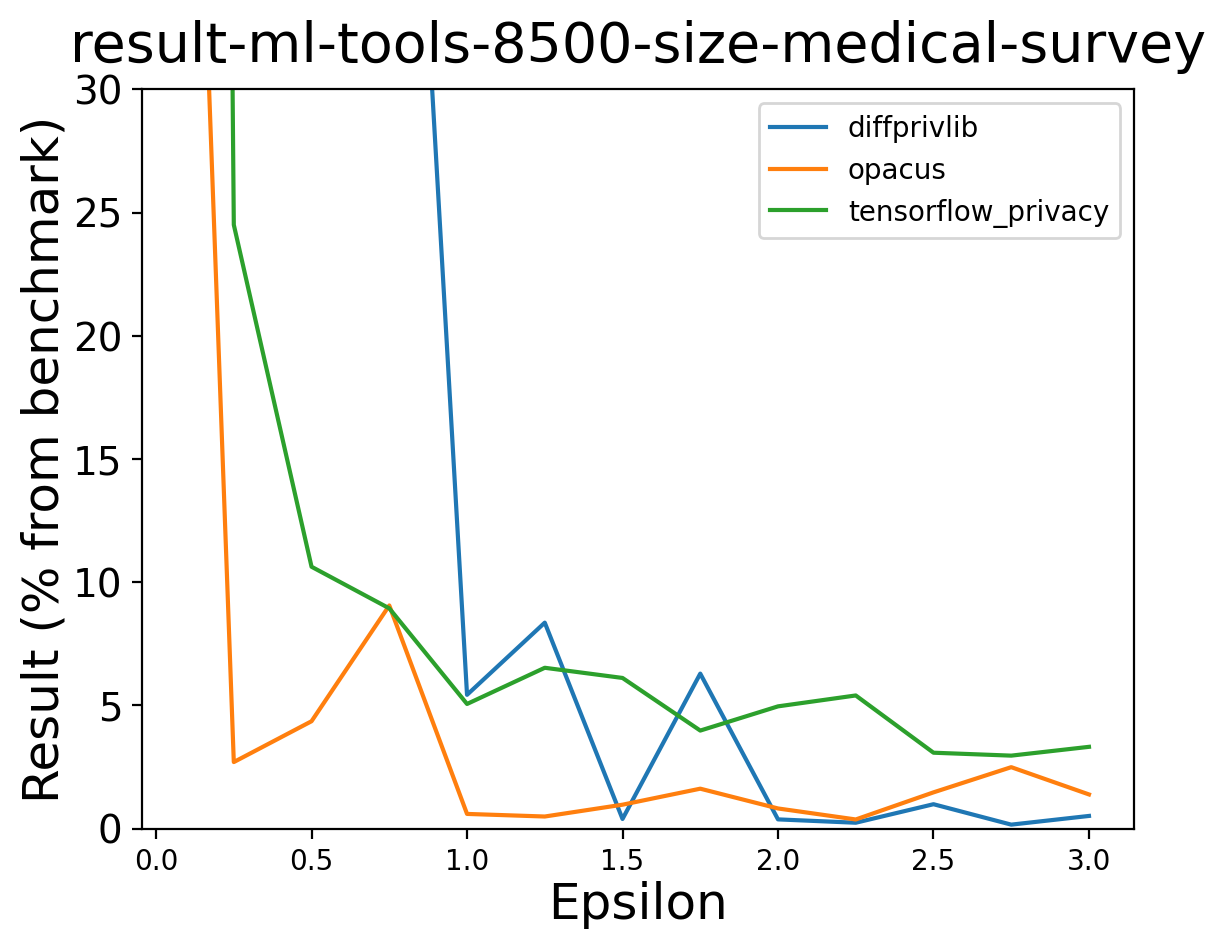 result-ml-tools-8500-size-medical-survey
30
25
20
15
10
5
0
Result (% from benchmark)
diffprivlib
opacus
tensorflow_privacy
0.0 0.5 1.0 1.5 2.0 2.5 3.0
Epsilon